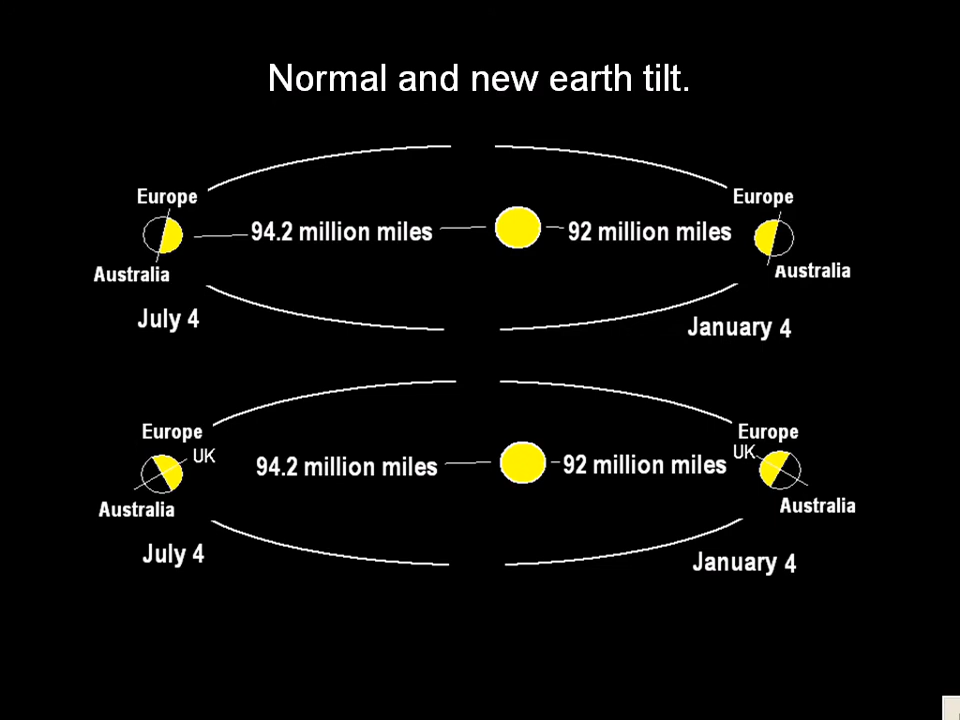 Normal and new earth tilt.
Europe
Europe
94.2 million miles
92 million miles
Australia
Australia
July 4
January 4
Europe
Europe
UK
UK
94.2 million miles
92 million miles
Australia
Australia
July 4
January 4